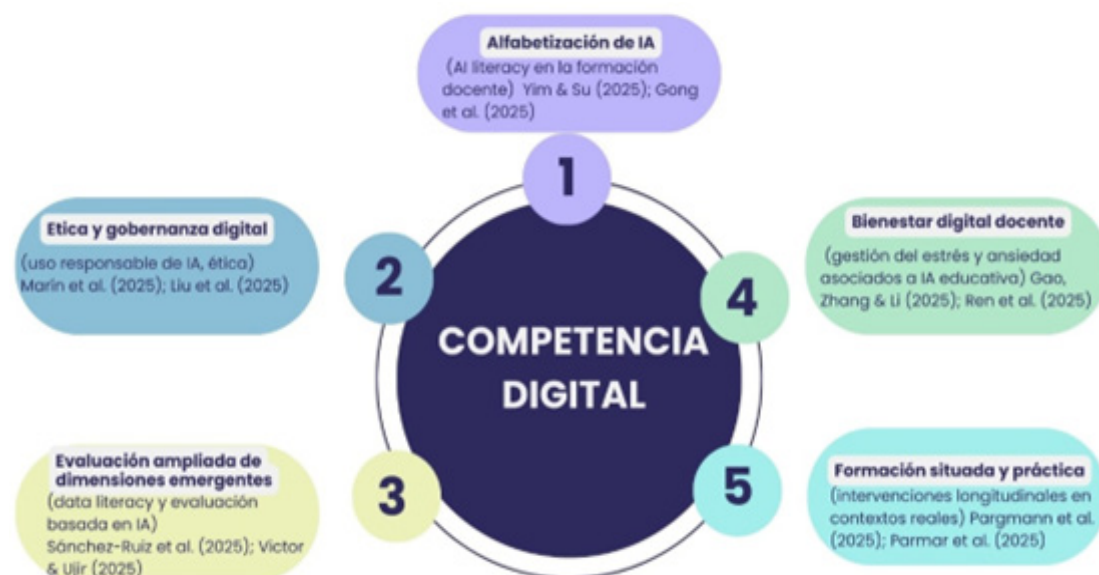 Alfabetización de IA
(AI literacy en la formación
docente) Yim & Su (2025); Gong
et al. (2025)
1
Etica y gobernanza digital
(uso responsable de IA, ética)
Marín et al. (2025); Liu et al. (2025)
2
Evaluación ampliada de
dimensiones emergentes
(data literacy y evaluación
basada en IA)
Sánchez-Ruiz et al. (2025); Victor
& Ujir (2025)
3
Bienestar digital docente
(gestión del estrés y ansiedad
asociados a IA educativa) Gao,
Zhang & Li (2025); Ren et al. (2025)
4
Formación situada y práctica
(intervenciones longitudinales en
contextos reales) Pargmann et al.
(2025); Parmar et al. (2025)
5
COMPETENCIA
DIGITAL